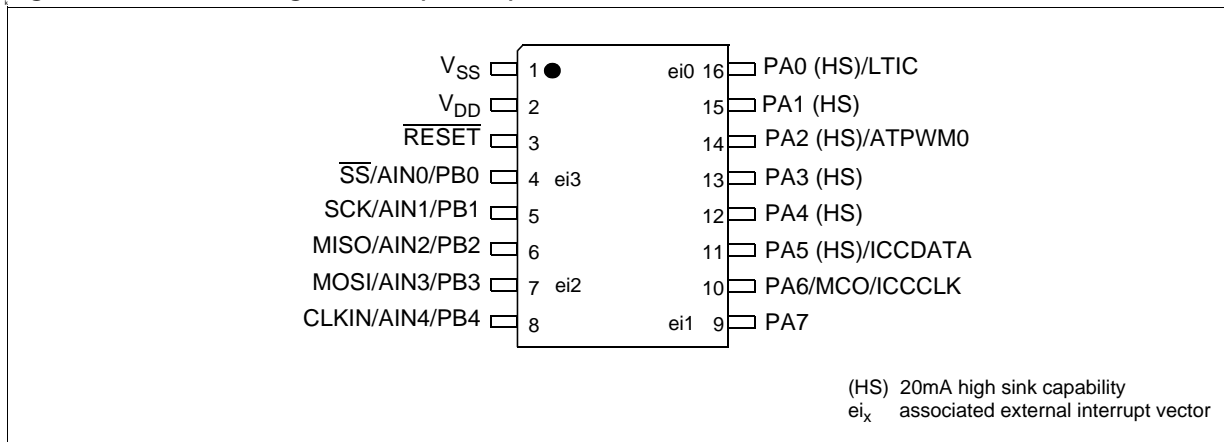 V_SS 1 ei0 16 PA0 (HS)/LTIC
V_DD 2 15 PA1 (HS)
RESET 3 14 PA2 (HS)/ATPWM0
SS/AIN0/PB0 4 ei3 13 PA3 (HS)
SCK/AIN1/PB1 5 12 PA4 (HS)
MISO/AIN2/PB2 6 11 PA5 (HS)/ICCDATA
MOSI/AIN3/PB3 7 ei2 10 PA6/MCO/ICCCLK
CLKIN/AIN4/PB4 8 ei1 9 PA7
(HS) 20mA high sink capability
ei_x associated external interrupt vector